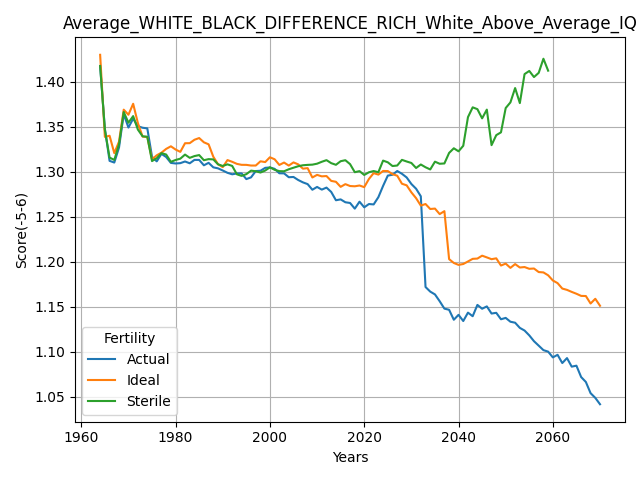 Average_WHITE_BLACK_DIFFERENCE_RICH_White_Above_Average_IQ
Score(-5-6)
1.40
1.35
1.30
1.25
1.20
1.15
1.10
1.05
Fertility
Actual
Ideal
Sterile
1960
1980
2000
2020
2040
2060
Years